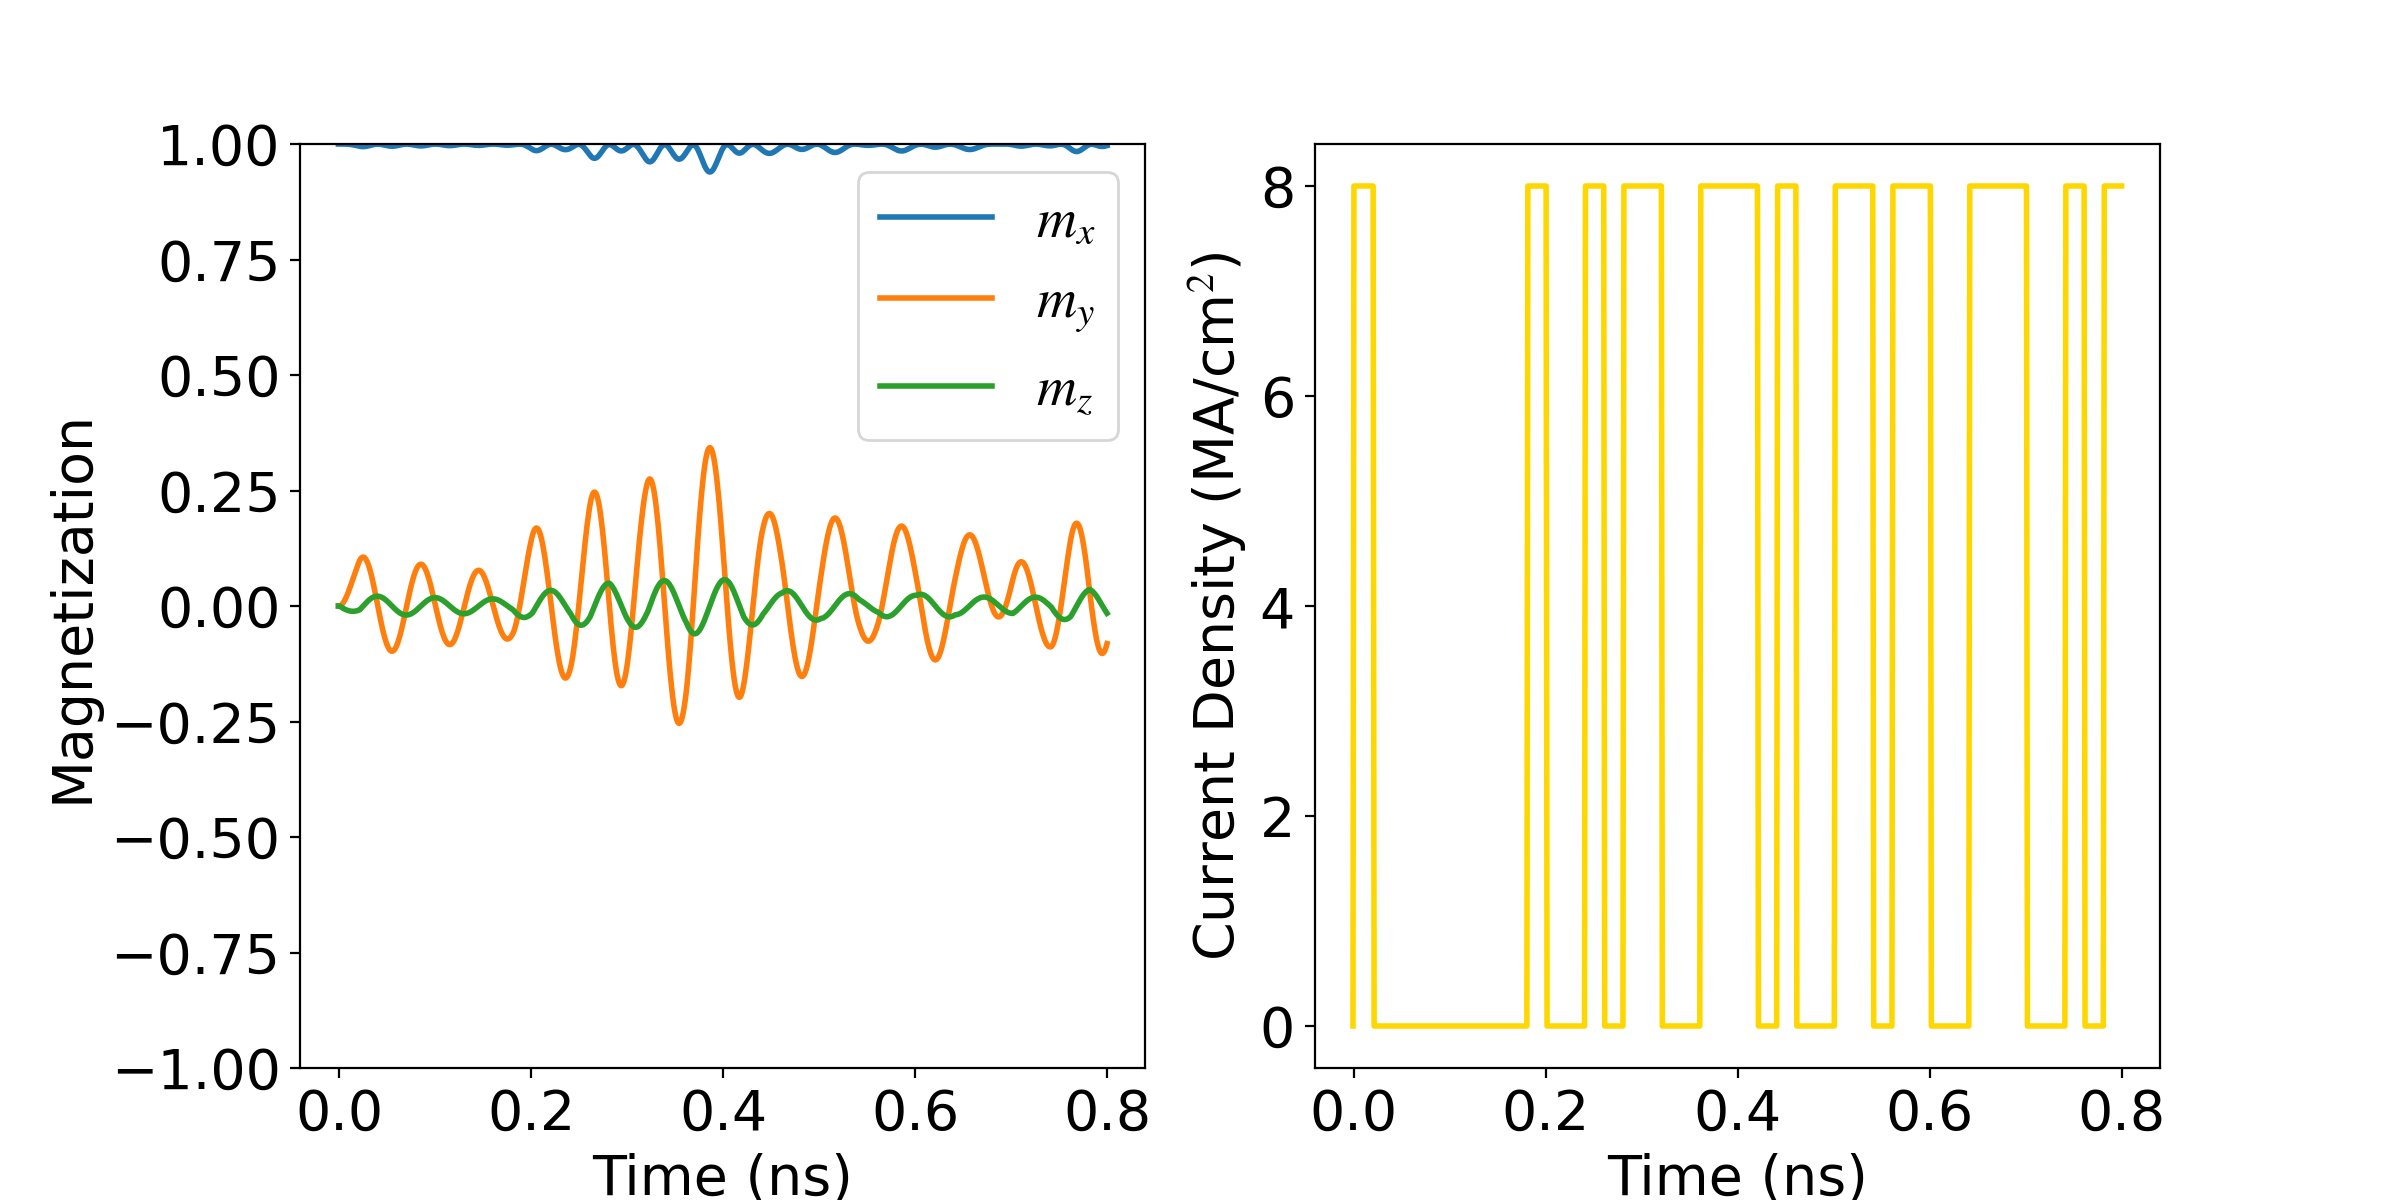 1.00
0.75
0.50
0.25
0.00
−0.25
−0.50
−0.75
−1.00
Magnetization
0.0 0.2 0.4 0.6 0.8
Time (ns)
m_x
m_y
m_z
8
6
4
2
0
Current Density (MA/cm²)
0.0 0.2 0.4 0.6 0.8
Time (ns)